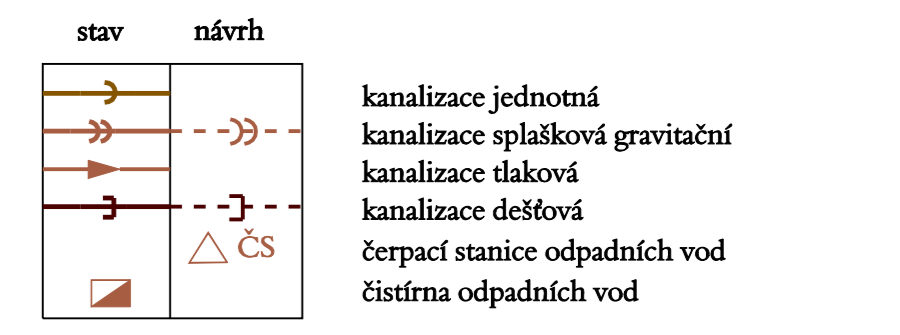 stav návrh
kanalizace jednotná
kanalizace splašková gravitační
kanalizace tlaková
kanalizace dešťová
ČS čerpací stanice odpadních vod
čistírna odpadních vod